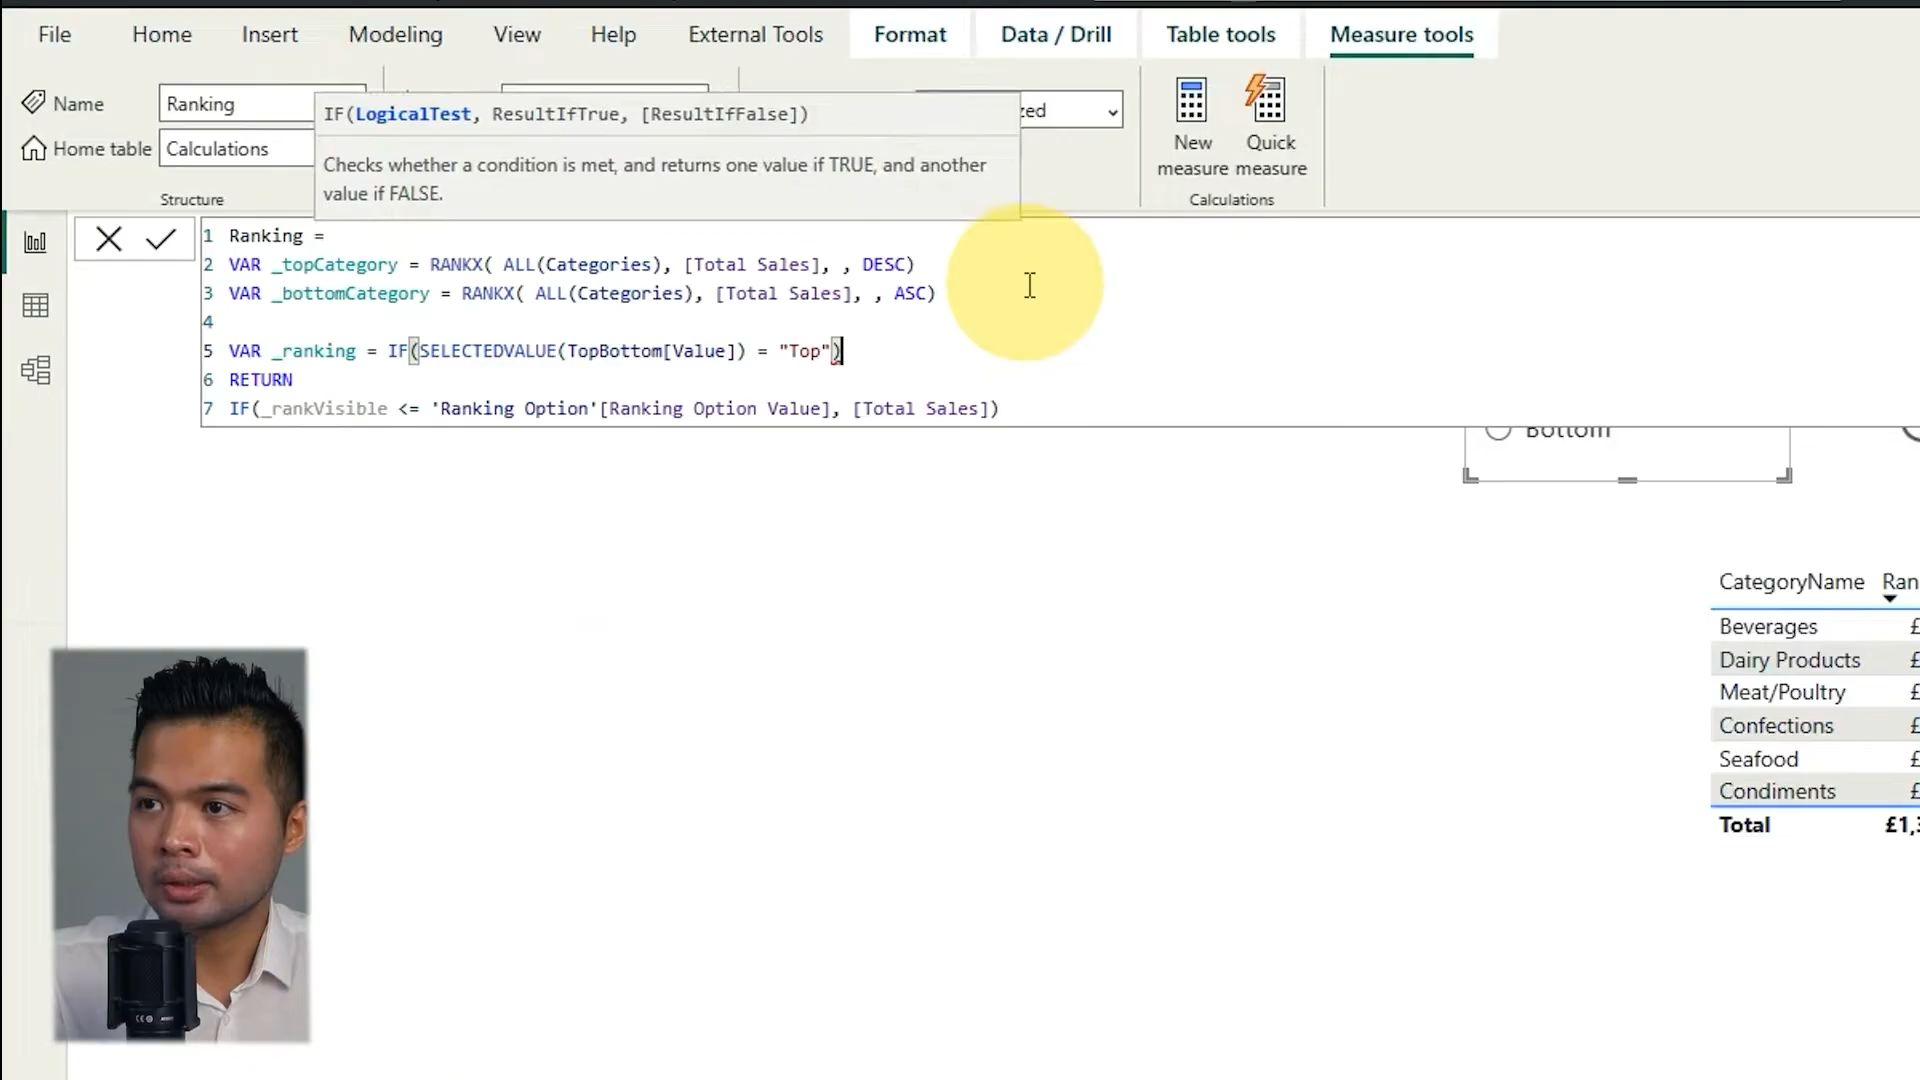 File Home Insert Modeling View Help External Tools Format Data / Drill Table tools Measure tools
Name Ranking
Home table Calculations
Structure
IF(LogicalTest, ResultIfTrue, [ResultIfFalse])
Checks whether a condition is met, and returns one value if TRUE, and another
value if FALSE.
New
measure
Quick
measure
Calculations
1 Ranking =
2 VAR _topCategory = RANKX( ALL(Categories), [Total Sales], , DESC)
3 VAR _bottomCategory = RANKX( ALL(Categories), [Total Sales], , ASC)
4
5 VAR _ranking = IF(SELECTEDVALUE(TopBottom[Value]) = "Top")
6 RETURN
7 IF(_rankVisible <= 'Ranking Option'[Ranking Option Value], [Total Sales])
Bottom
CategoryName Ran
Beverages £
Dairy Products £
Meat/Poultry £
Confections £
Seafood £
Condiments £
Total £1,3